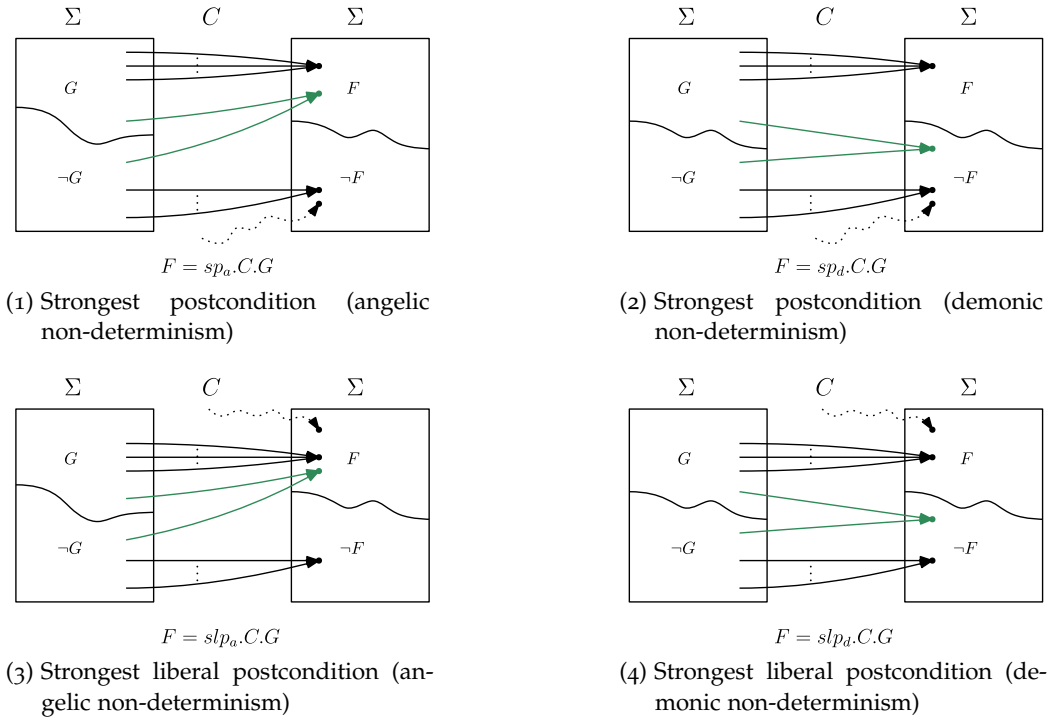 Σ C Σ
G F
¬G ¬F
F = sp_a.C.G
(1) Strongest postcondition (angelic
non-determinism)
Σ C Σ
G F
¬G ¬F
F = sp_d.C.G
(2) Strongest postcondition (demonic
non-determinism)
Σ C Σ
G F
¬G ¬F
F = slp_a.C.G
(3) Strongest liberal postcondition (an-
gelic non-determinism)
Σ C Σ
G F
¬G ¬F
F = slp_d.C.G
(4) Strongest liberal postcondition (de-
monic non-determinism)